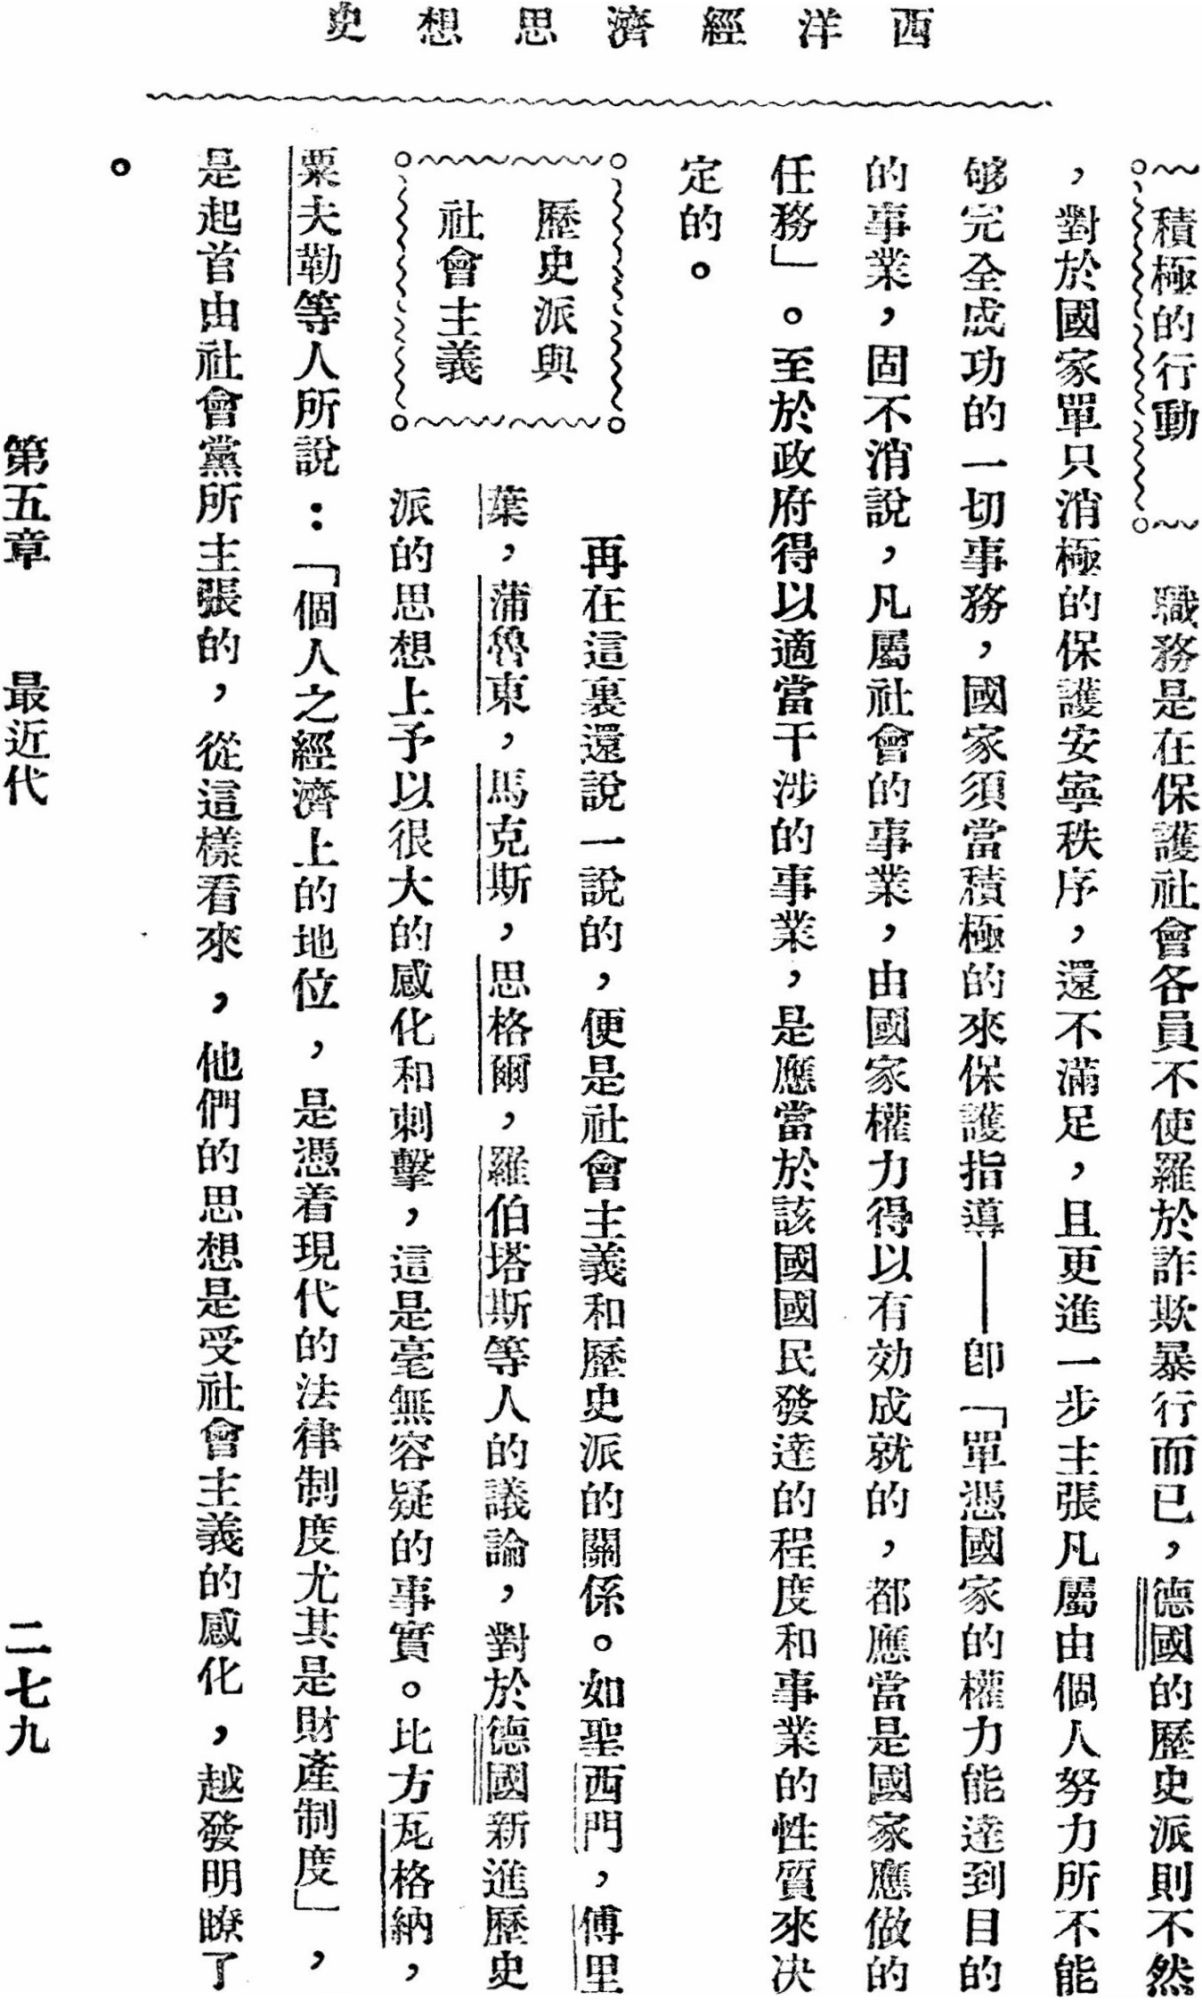 西洋經濟思想史
積極的行動
職務是在保護社會各員不使羅於詐欺暴行而已，德國的歷史派則不然
，對於國家單只消極的保護安寧秩序，還不滿足，且更進一步主張凡屬由個人努力所不能
够完全成功的一切事務，國家須當積極的來保護指導——卽「單憑國家的權力能達到目的
的事業，固不消說，凡屬社會的事業，由國家權力得以有効成就的，都應當是國家應做的
任務」。至於政府得以適當干涉的事業，是應當於該國國民發達的程度和事業的性質來决
定的。
歷史派與
社會主義
再在這裏還說一說的，便是社會主義和歷史派的關係。如聖西門，傅里
葉，蒲魯東，馬克斯，恩格爾，羅伯塔斯等人的議論，對於德國新進歷史
派的思想上予以很大的感化和刺擊，這是毫無容疑的事實。比方瓦格納，
粟夫勒等人所說：「個人之經濟上的地位，是憑着現代的法律制度尤其是財產制度」，
是起首由社會黨所主張的，從這樣看來，他們的思想是受社會主義的感化，越發明瞭了
。
第五章 最近代
二七九